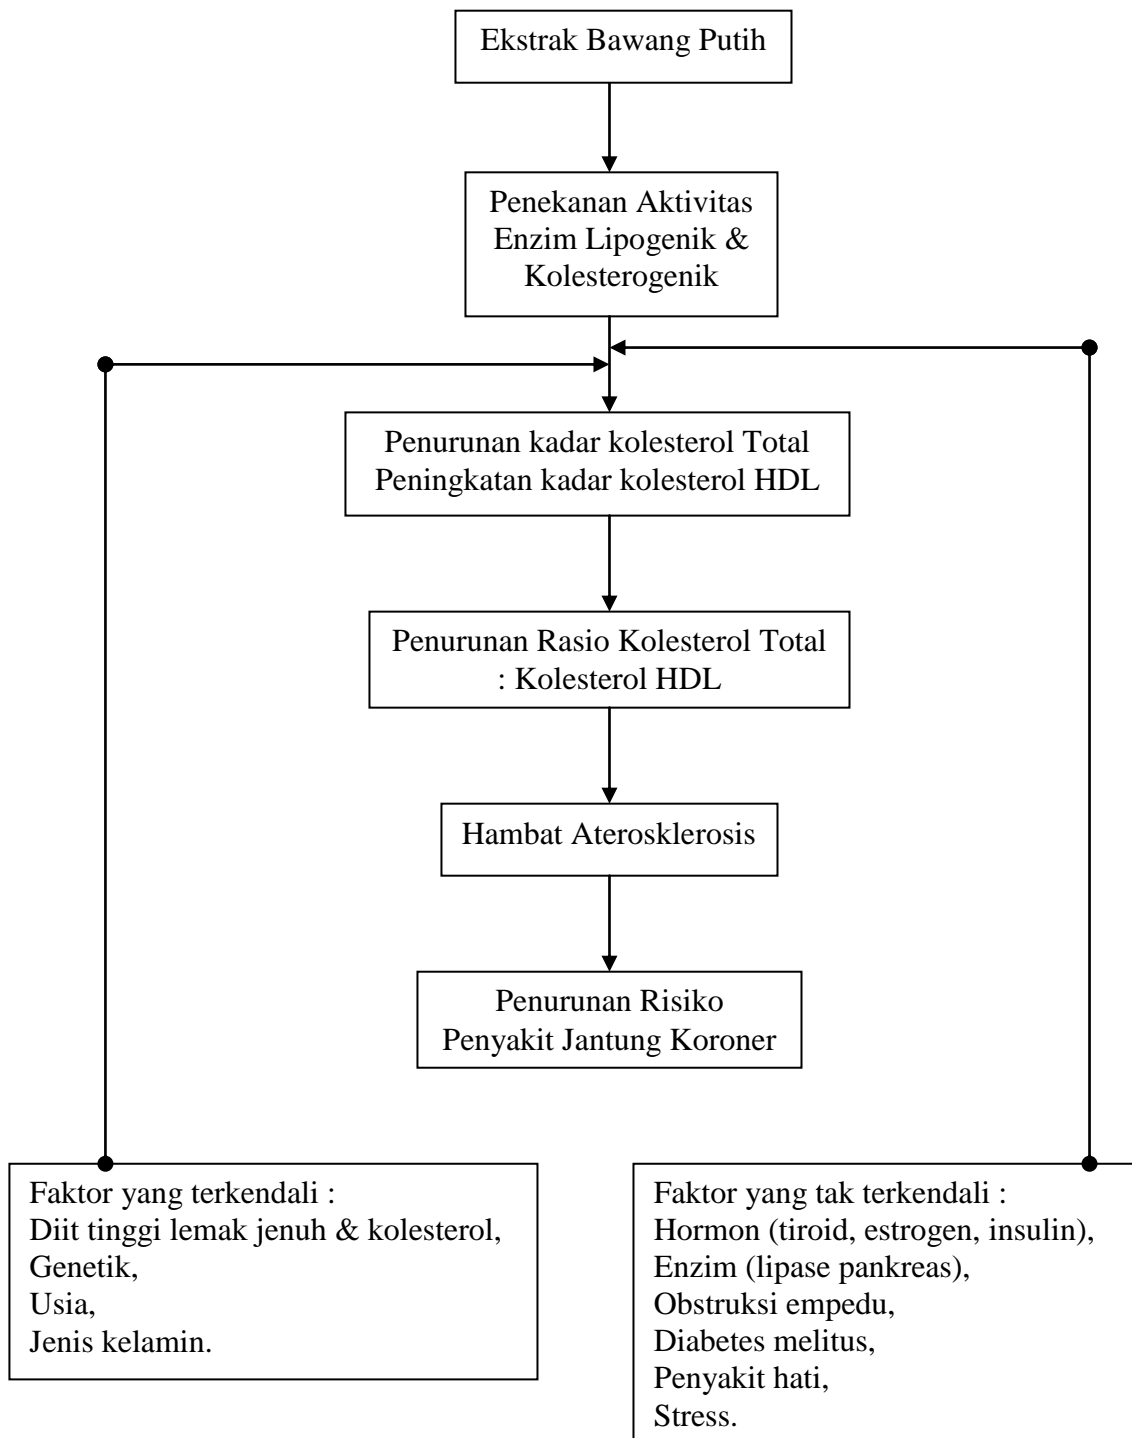 Ekstrak Bawang Putih
Penekanan Aktivitas
Enzim Lipogenik &
Kolesterogenik
Penurunan kadar kolesterol Total
Peningkatan kadar kolesterol HDL
Penurunan Rasio Kolesterol Total
: Kolesterol HDL
Hambat Aterosklerosis
Penurunan Risiko
Penyakit Jantung Koroner
Faktor yang terkendali :
Diit tinggi lemak jenuh & kolesterol,
Genetik,
Usia,
Jenis kelamin.
Faktor yang tak terkendali :
Hormon (tiroid, estrogen, insulin),
Enzim (lipase pankreas),
Obstruksi empedu,
Diabetes melitus,
Penyakit hati,
Stress.